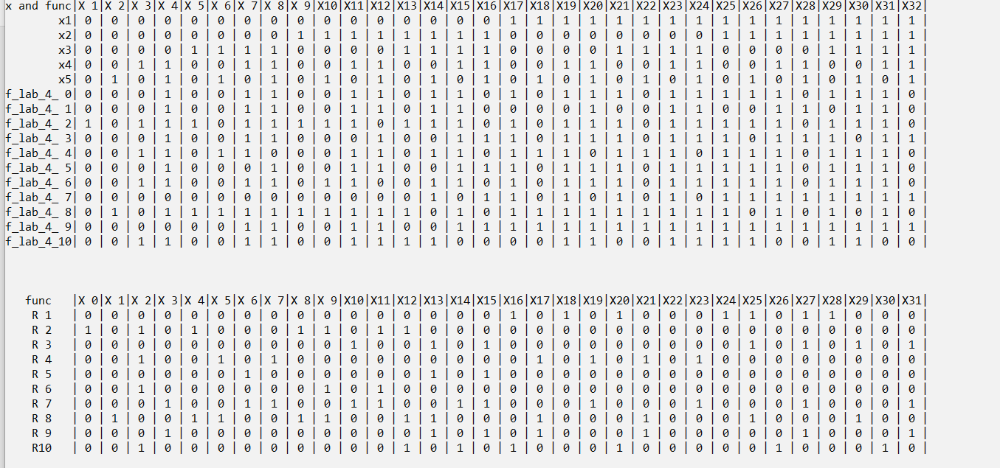 x and func|X 1|X 2|X 3|X 4|X 5|X 6|X 7|X 8|X 9|X10|X11|X12|X13|X14|X15|X16|X17|X18|X19|X20|X21|X22|X23|X24|X25|X26|X27|X28|X29|X30|X31|X32|
x1| 0 | 0 | 0 | 0 | 0 | 0 | 0 | 0 | 0 | 0 | 0 | 0 | 0 | 0 | 0 | 0 | 1 | 1 | 1 | 1 | 1 | 1 | 1 | 1 | 1 | 1 | 1 | 1 | 1 | 1 | 1 | 1 |
x2| 0 | 0 | 0 | 0 | 0 | 0 | 0 | 0 | 1 | 1 | 1 | 1 | 1 | 1 | 1 | 1 | 0 | 0 | 0 | 0 | 0 | 0 | 0 | 0 | 1 | 1 | 1 | 1 | 1 | 1 | 1 | 1 |
x3| 0 | 0 | 0 | 0 | 1 | 1 | 1 | 1 | 0 | 0 | 0 | 0 | 1 | 1 | 1 | 1 | 0 | 0 | 0 | 0 | 1 | 1 | 1 | 1 | 0 | 0 | 0 | 0 | 1 | 1 | 1 | 1 |
x4| 0 | 0 | 1 | 1 | 0 | 0 | 1 | 1 | 0 | 0 | 1 | 1 | 0 | 0 | 1 | 1 | 0 | 0 | 1 | 1 | 0 | 0 | 1 | 1 | 0 | 0 | 1 | 1 | 0 | 0 | 1 | 1 |
x5| 0 | 1 | 0 | 1 | 0 | 1 | 0 | 1 | 0 | 1 | 0 | 1 | 0 | 1 | 0 | 1 | 0 | 1 | 0 | 1 | 0 | 1 | 0 | 1 | 0 | 1 | 0 | 1 | 0 | 1 | 0 | 1 |
f_lab_4_ 0| 0 | 0 | 0 | 1 | 0 | 0 | 1 | 1 | 0 | 0 | 1 | 1 | 0 | 1 | 1 | 0 | 1 | 0 | 1 | 1 | 1 | 0 | 1 | 1 | 1 | 1 | 1 | 0 | 1 | 1 | 1 | 0 |
f_lab_4_ 1| 0 | 0 | 0 | 1 | 0 | 0 | 1 | 1 | 0 | 0 | 1 | 1 | 0 | 1 | 1 | 0 | 0 | 0 | 0 | 1 | 1 | 0 | 1 | 1 | 0 | 0 | 1 | 1 | 0 | 1 | 1 | 0 |
f_lab_4_ 2| 1 | 0 | 1 | 1 | 1 | 0 | 1 | 1 | 1 | 1 | 1 | 0 | 1 | 1 | 1 | 0 | 1 | 0 | 1 | 1 | 1 | 0 | 1 | 1 | 1 | 1 | 1 | 0 | 1 | 1 | 1 | 0 |
f_lab_4_ 3| 0 | 0 | 0 | 1 | 0 | 0 | 1 | 1 | 0 | 0 | 0 | 1 | 0 | 0 | 1 | 1 | 1 | 0 | 1 | 1 | 1 | 0 | 1 | 1 | 1 | 0 | 1 | 1 | 1 | 0 | 1 | 1 |
f_lab_4_ 4| 0 | 0 | 1 | 1 | 0 | 1 | 1 | 0 | 0 | 0 | 1 | 1 | 0 | 1 | 1 | 0 | 1 | 1 | 1 | 0 | 1 | 1 | 1 | 0 | 1 | 1 | 1 | 0 | 1 | 1 | 1 | 0 |
f_lab_4_ 5| 0 | 0 | 0 | 1 | 0 | 0 | 0 | 1 | 0 | 0 | 1 | 1 | 0 | 0 | 1 | 1 | 1 | 0 | 1 | 1 | 1 | 0 | 1 | 1 | 1 | 1 | 1 | 0 | 1 | 1 | 1 | 0 |
f_lab_4_ 6| 0 | 0 | 1 | 1 | 0 | 0 | 1 | 1 | 0 | 1 | 1 | 0 | 0 | 1 | 1 | 0 | 1 | 0 | 1 | 1 | 1 | 0 | 1 | 1 | 1 | 1 | 1 | 0 | 1 | 1 | 1 | 0 |
f_lab_4_ 7| 0 | 0 | 0 | 0 | 0 | 0 | 0 | 0 | 0 | 0 | 0 | 0 | 0 | 1 | 0 | 1 | 1 | 0 | 1 | 0 | 1 | 0 | 1 | 0 | 1 | 1 | 1 | 1 | 1 | 1 | 1 | 1 |
f_lab_4_ 8| 0 | 1 | 0 | 1 | 1 | 1 | 1 | 1 | 1 | 1 | 1 | 1 | 1 | 0 | 1 | 0 | 1 | 1 | 1 | 1 | 1 | 1 | 1 | 1 | 1 | 0 | 1 | 0 | 1 | 0 | 1 | 0 |
f_lab_4_ 9| 0 | 0 | 0 | 0 | 0 | 0 | 1 | 1 | 0 | 0 | 1 | 1 | 0 | 0 | 1 | 1 | 1 | 1 | 1 | 1 | 1 | 1 | 1 | 1 | 1 | 1 | 1 | 1 | 1 | 1 | 1 | 1 |
f_lab_4_10| 0 | 0 | 1 | 1 | 0 | 0 | 1 | 1 | 0 | 0 | 1 | 1 | 1 | 1 | 0 | 0 | 0 | 0 | 1 | 1 | 0 | 0 | 1 | 1 | 1 | 1 | 0 | 0 | 1 | 1 | 0 | 0 |
func |X 0|X 1|X 2|X 3|X 4|X 5|X 6|X 7|X 8|X 9|X10|X11|X12|X13|X14|X15|X16|X17|X18|X19|X20|X21|X22|X23|X24|X25|X26|X27|X28|X29|X30|X31|
R 1 | 0 | 0 | 0 | 0 | 0 | 0 | 0 | 0 | 0 | 0 | 0 | 0 | 0 | 0 | 0 | 0 | 1 | 0 | 1 | 0 | 1 | 0 | 0 | 0 | 1 | 1 | 0 | 1 | 1 | 0 | 0 | 0 |
R 2 | 1 | 0 | 1 | 0 | 1 | 0 | 0 | 0 | 1 | 1 | 0 | 1 | 1 | 0 | 0 | 0 | 0 | 0 | 0 | 0 | 0 | 0 | 0 | 0 | 0 | 0 | 0 | 0 | 0 | 0 | 0 | 0 |
R 3 | 0 | 0 | 0 | 0 | 0 | 0 | 0 | 0 | 0 | 0 | 1 | 0 | 0 | 1 | 0 | 1 | 0 | 0 | 0 | 0 | 0 | 0 | 0 | 0 | 0 | 1 | 0 | 1 | 0 | 1 | 0 | 1 |
R 4 | 0 | 0 | 1 | 0 | 0 | 1 | 0 | 1 | 0 | 0 | 0 | 0 | 0 | 0 | 0 | 0 | 0 | 1 | 0 | 1 | 0 | 1 | 0 | 1 | 0 | 0 | 0 | 0 | 0 | 0 | 0 | 0 |
R 5 | 0 | 0 | 0 | 0 | 0 | 0 | 1 | 0 | 0 | 0 | 0 | 0 | 0 | 1 | 0 | 1 | 0 | 0 | 0 | 0 | 0 | 0 | 0 | 0 | 0 | 0 | 0 | 0 | 0 | 0 | 0 | 0 |
R 6 | 0 | 0 | 1 | 0 | 0 | 0 | 0 | 0 | 0 | 1 | 0 | 1 | 0 | 0 | 0 | 0 | 0 | 0 | 0 | 0 | 0 | 0 | 0 | 0 | 0 | 0 | 0 | 0 | 0 | 0 | 0 | 0 |
R 7 | 0 | 0 | 0 | 1 | 0 | 0 | 1 | 1 | 0 | 0 | 1 | 1 | 0 | 0 | 1 | 1 | 0 | 0 | 0 | 1 | 0 | 0 | 0 | 1 | 0 | 0 | 0 | 1 | 0 | 0 | 0 | 1 |
R 8 | 0 | 1 | 0 | 0 | 1 | 1 | 0 | 0 | 1 | 1 | 0 | 0 | 1 | 1 | 0 | 0 | 0 | 1 | 0 | 0 | 0 | 1 | 0 | 0 | 0 | 1 | 0 | 0 | 0 | 1 | 0 | 0 |
R 9 | 0 | 0 | 0 | 1 | 0 | 0 | 0 | 0 | 0 | 0 | 0 | 0 | 0 | 1 | 0 | 1 | 0 | 1 | 0 | 0 | 0 | 1 | 0 | 0 | 0 | 0 | 0 | 1 | 0 | 0 | 0 | 1 |
R10 | 0 | 0 | 1 | 0 | 0 | 0 | 0 | 0 | 0 | 0 | 0 | 0 | 1 | 0 | 1 | 0 | 1 | 0 | 0 | 0 | 1 | 0 | 0 | 0 | 0 | 0 | 1 | 0 | 0 | 0 | 1 | 0 |